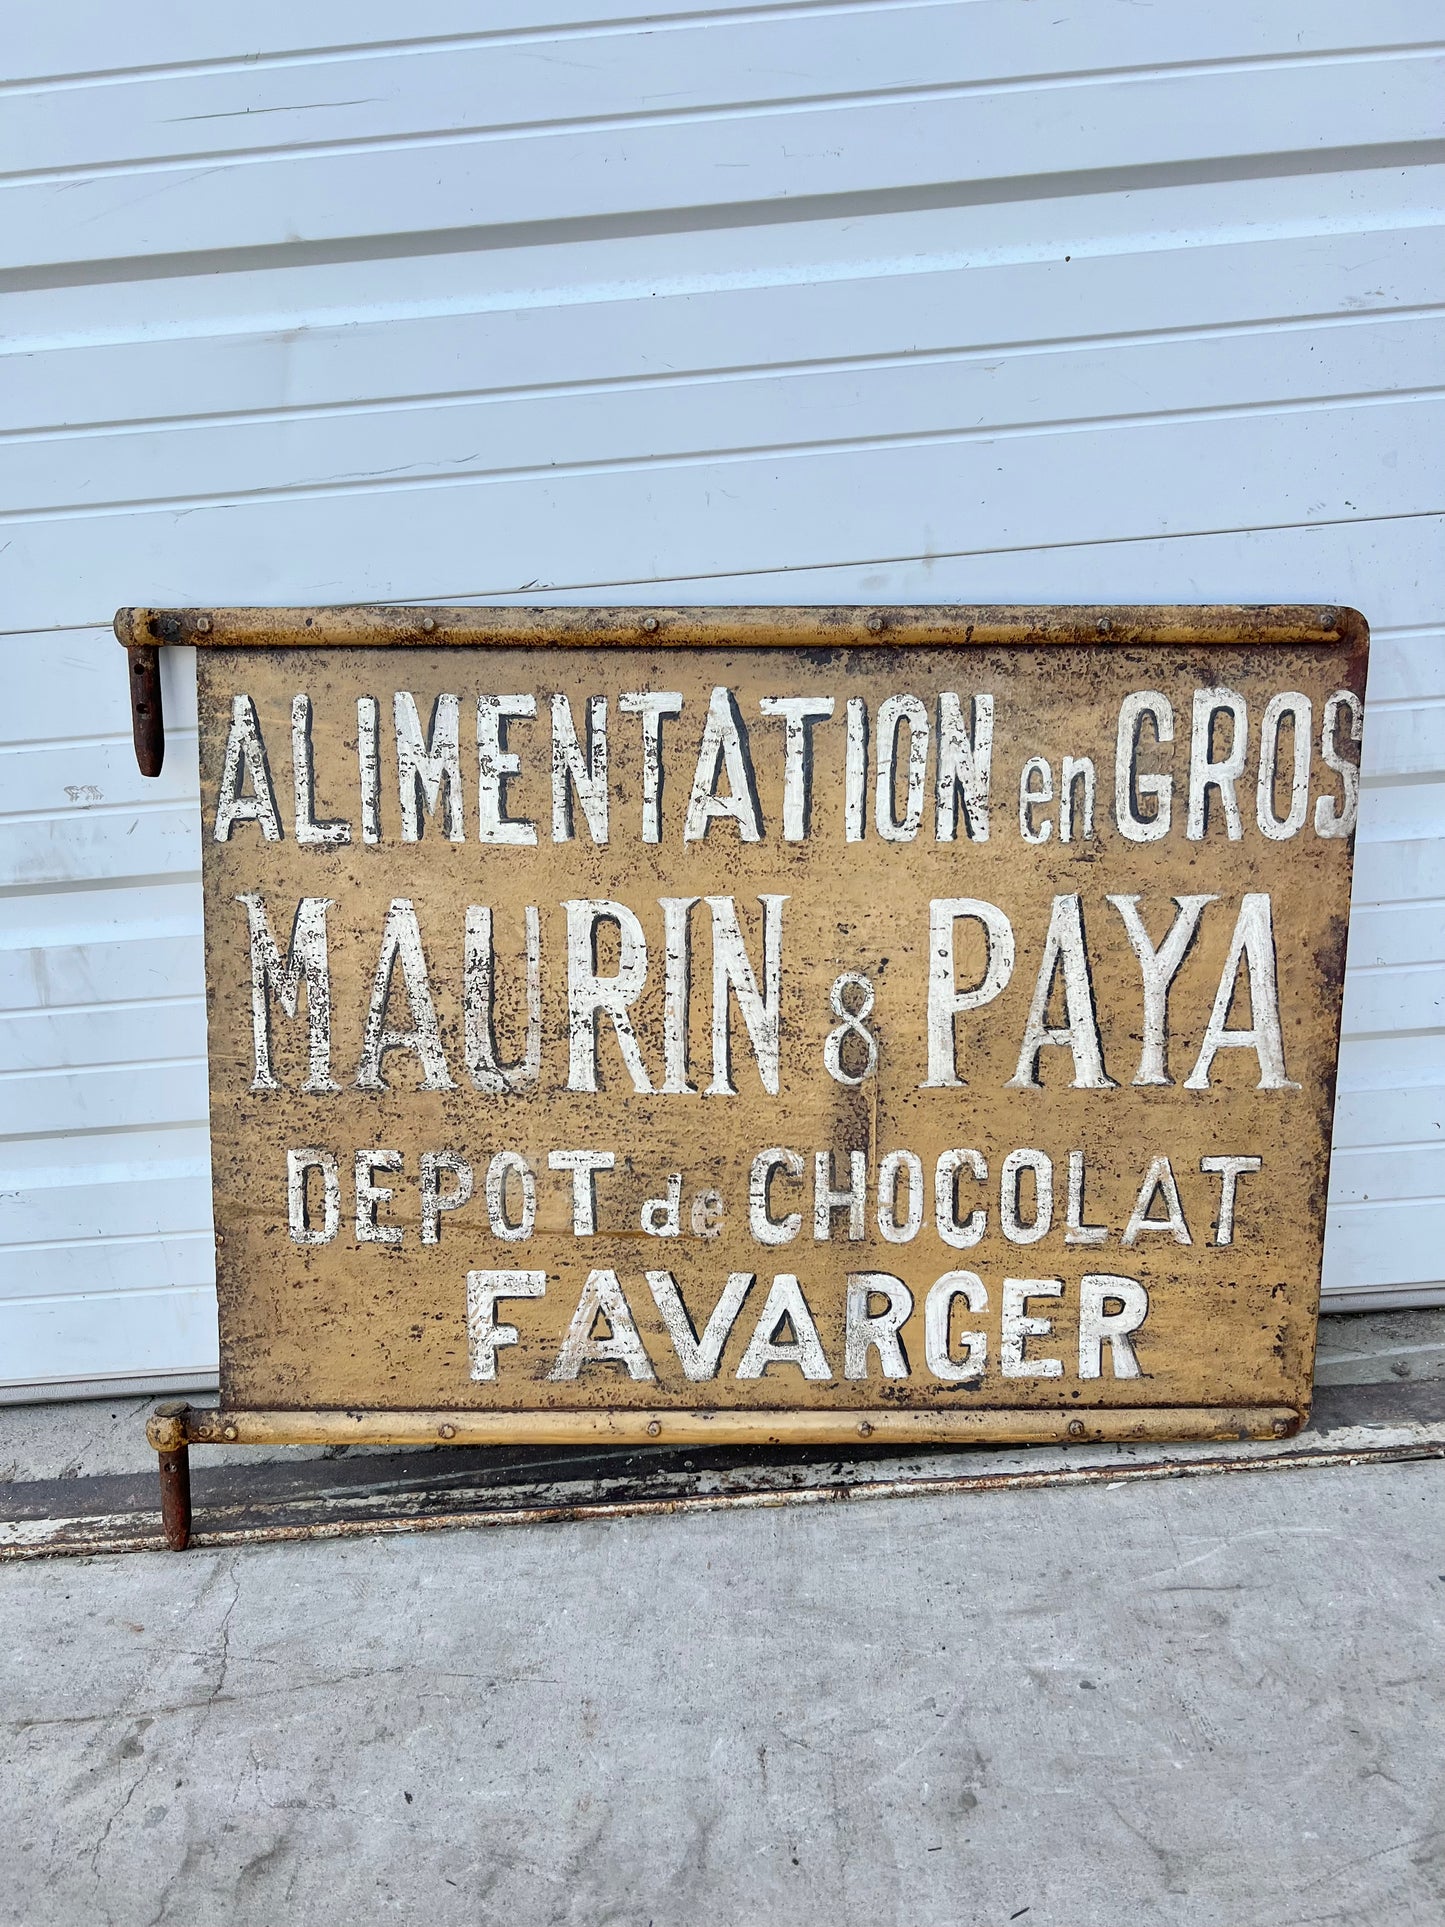 ALIMENTATION en GROS
MAURIN & PAYA
DEPOT de CHOCOLAT
FAVARGER